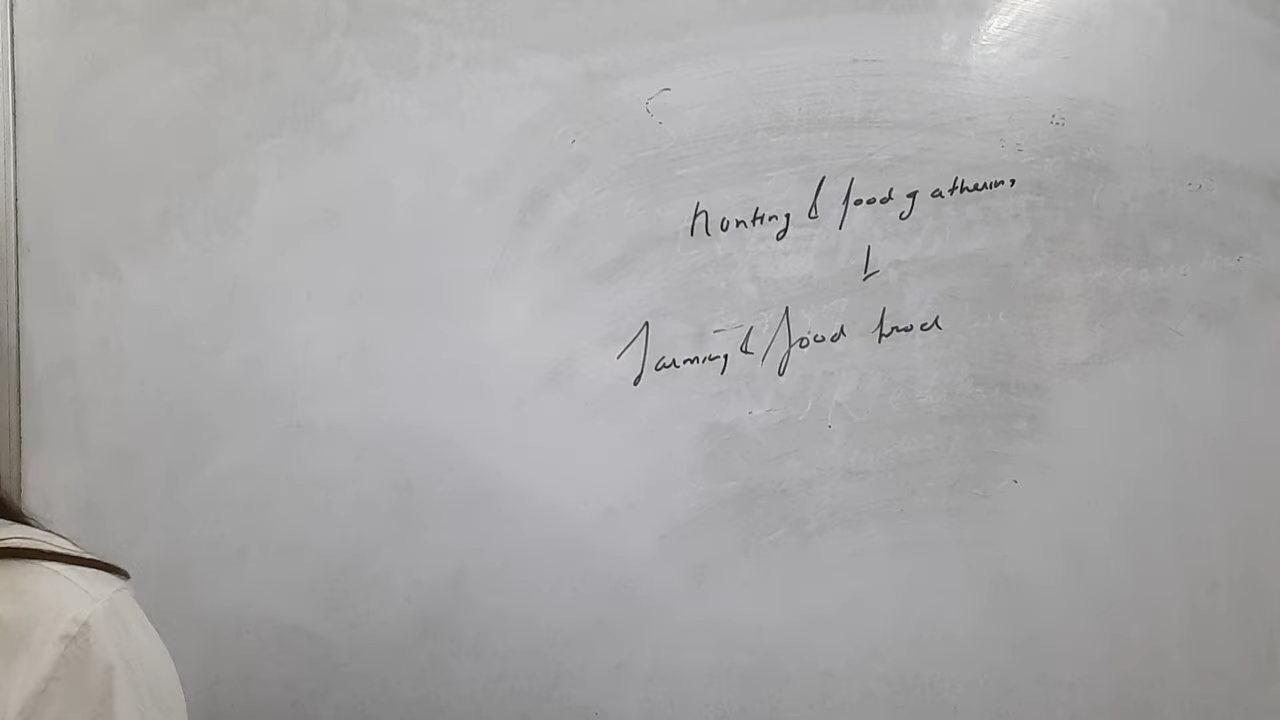 hunting & food gathering
↓
farming & food prod